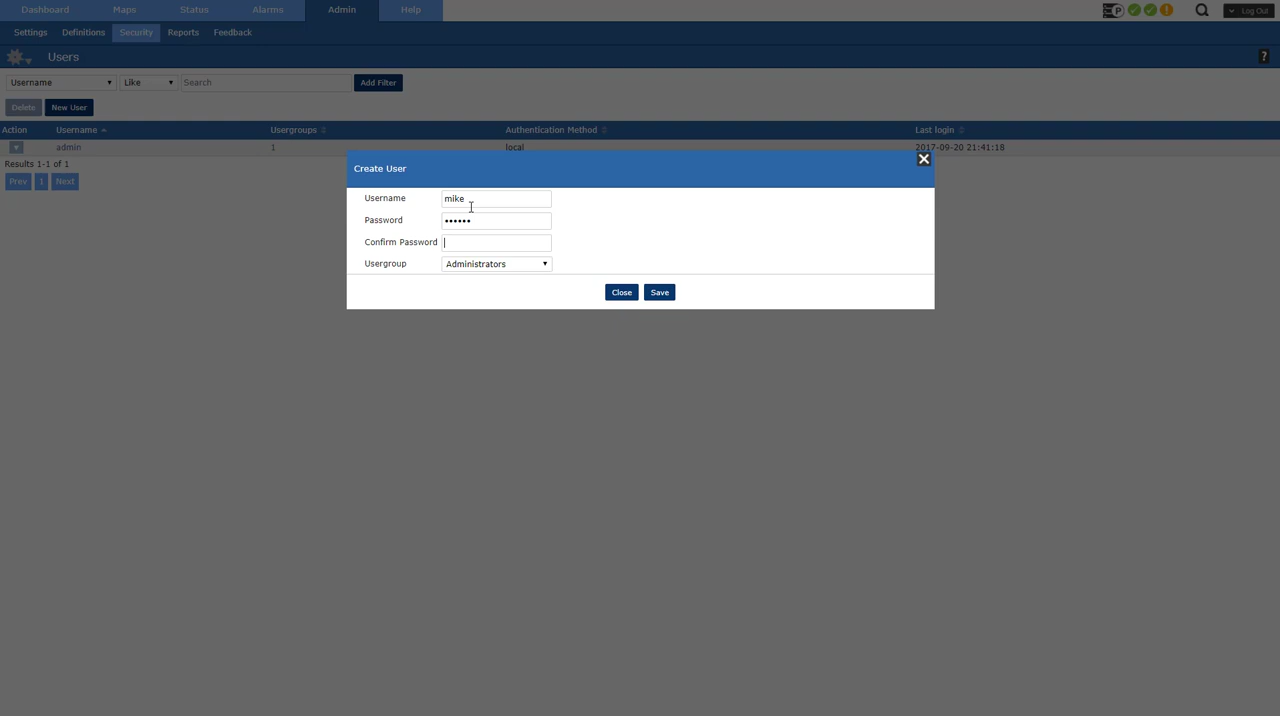 Dashboard Maps Status Alarms Admin Help P Log Out
Settings Definitions Security Reports Feedback
Users ?
Username Like Search Add Filter
Delete New User
Action Username Usergroups Authentication Method Last login
admin 1 local 2017-09-20 21:41:18
Results 1-1 of 1
Prev 1 Next
Create User
Username mike
Password ••••••
Confirm Password
Usergroup Administrators
Close Save